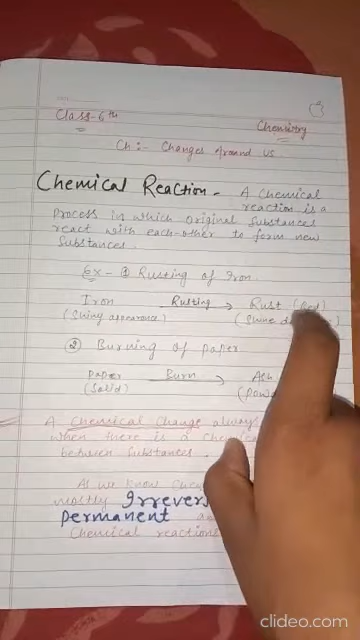 Class-6th
Chemistry
Ch:- Changes Around us.
Chemical Reaction - A Chemical
reaction is a
process in which original Substances
react with each-other to form new
Substances.
Ex- ① Rusting of Iron.
Iron Rusting → Rust (Red)
(Shiny appearance) (Shine
② Burning of paper
Paper Burn → Ash
(Solid)
A Chemical Change always
when there is a
between Substances.
As we know
mostly
permanent
Chemical
clideo.com